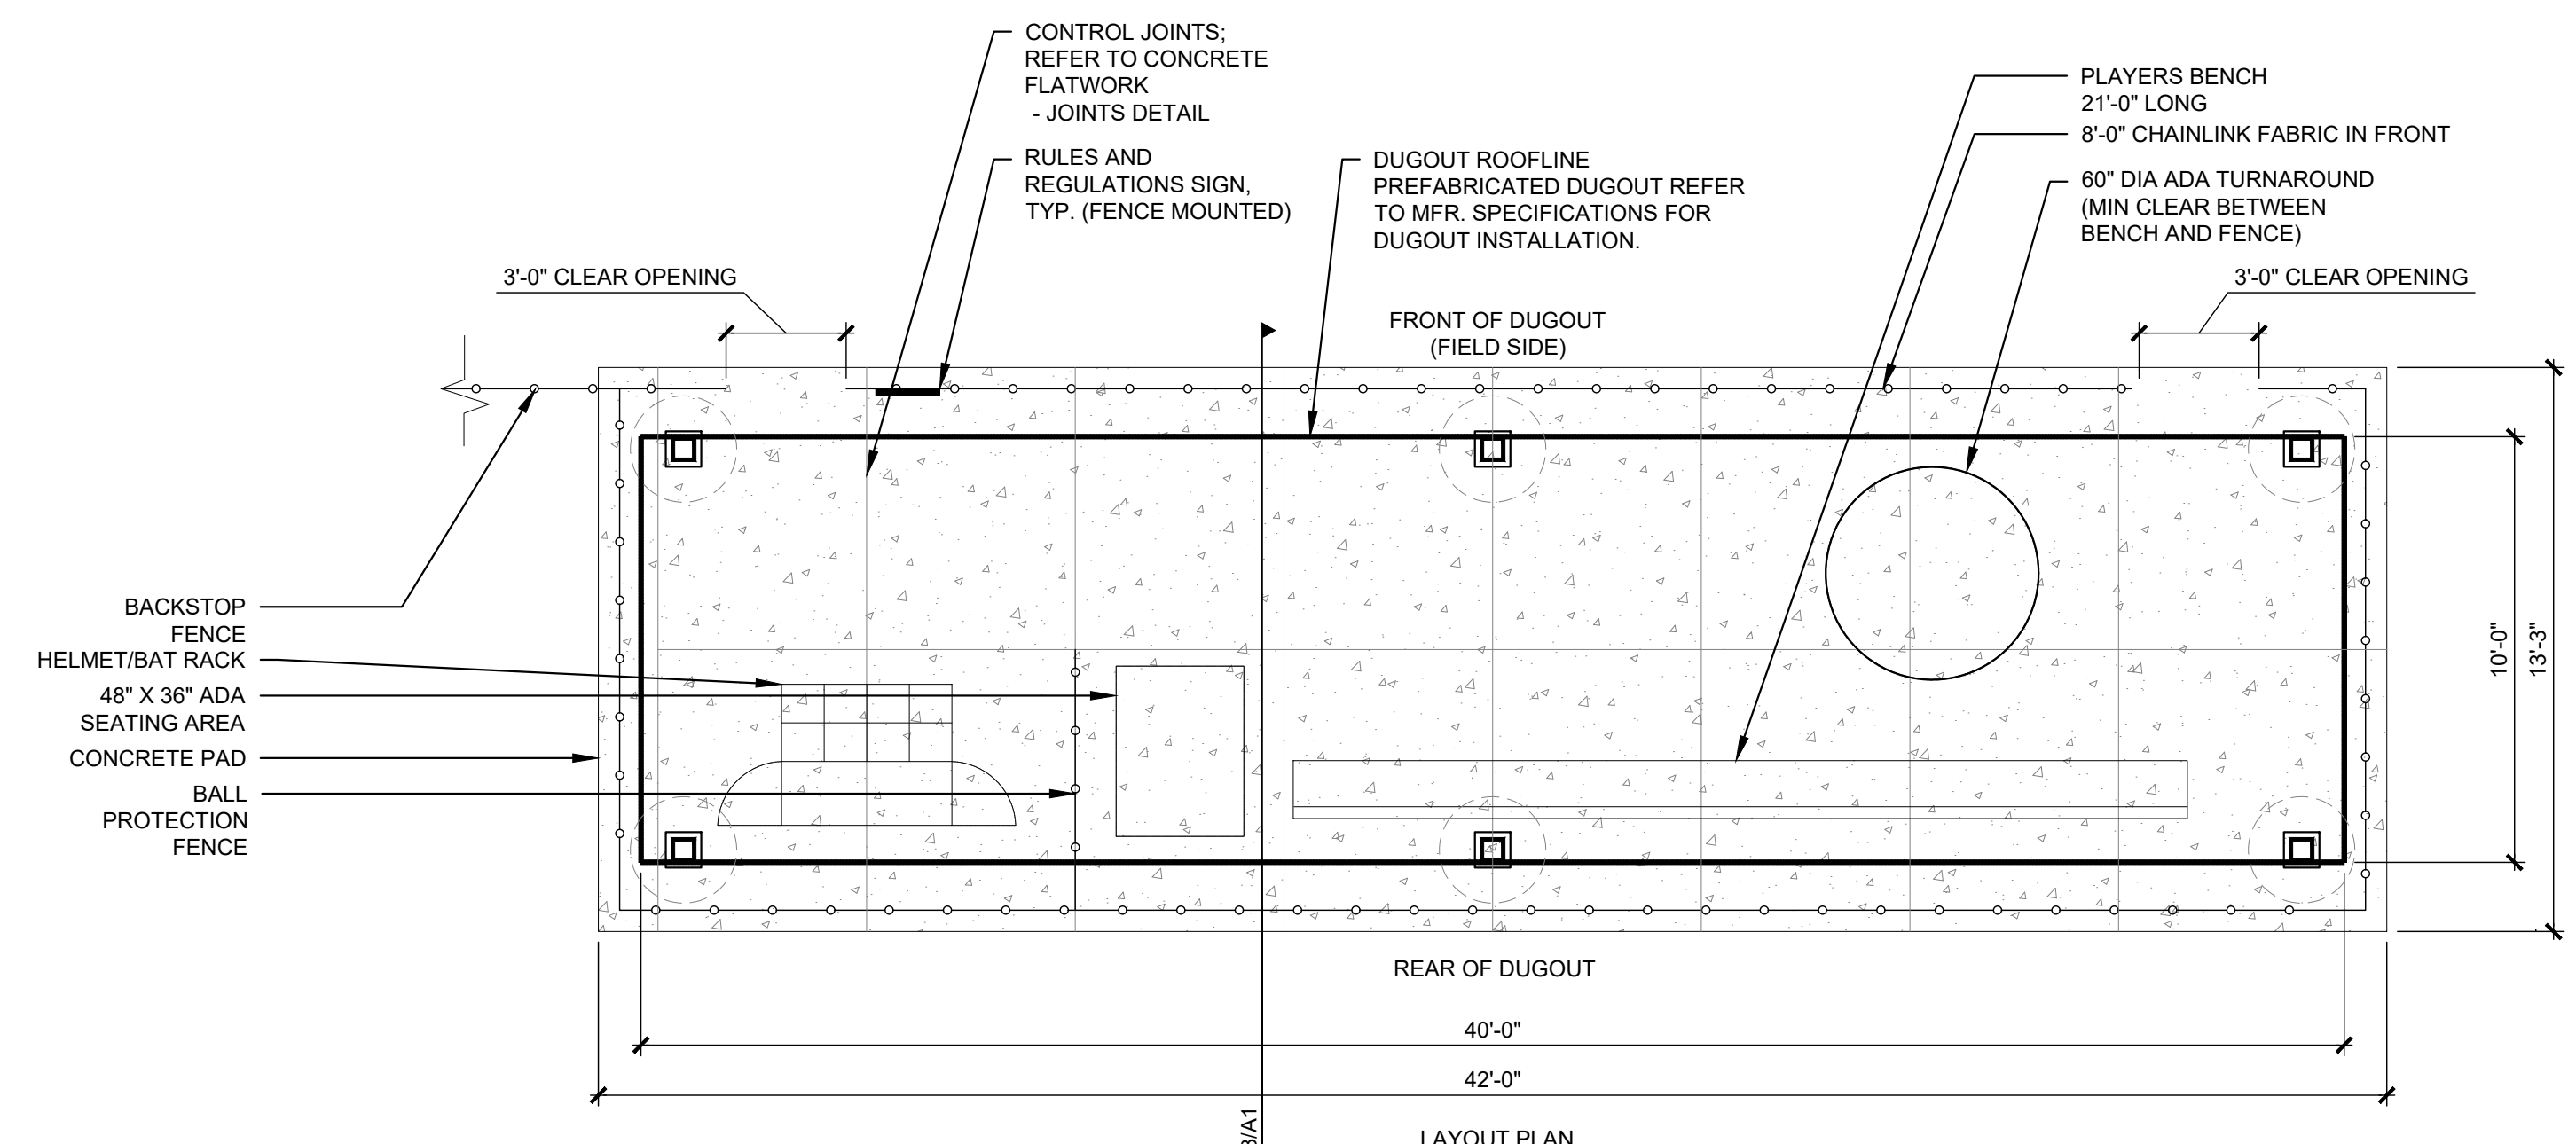 CONTROL JOINTS;
REFER TO CONCRETE
FLATWORK
- JOINTS DETAIL
RULES AND
REGULATIONS SIGN,
TYP. (FENCE MOUNTED)
DUGOUT ROOFLINE
PREFABRICATED DUGOUT REFER
TO MFR. SPECIFICATIONS FOR
DUGOUT INSTALLATION.
PLAYERS BENCH
21'-0" LONG
8'-0" CHAINLINK FABRIC IN FRONT
60" DIA ADA TURNAROUND
(MIN CLEAR BETWEEN
BENCH AND FENCE)
3'-0" CLEAR OPENING
3'-0" CLEAR OPENING
FRONT OF DUGOUT
(FIELD SIDE)
BACKSTOP
FENCE
HELMET/BAT RACK
48" X 36" ADA
SEATING AREA
CONCRETE PAD
BALL
PROTECTION
FENCE
10'-0"
13'-3"
REAR OF DUGOUT
40'-0"
42'-0"
LAYOUT PLAN